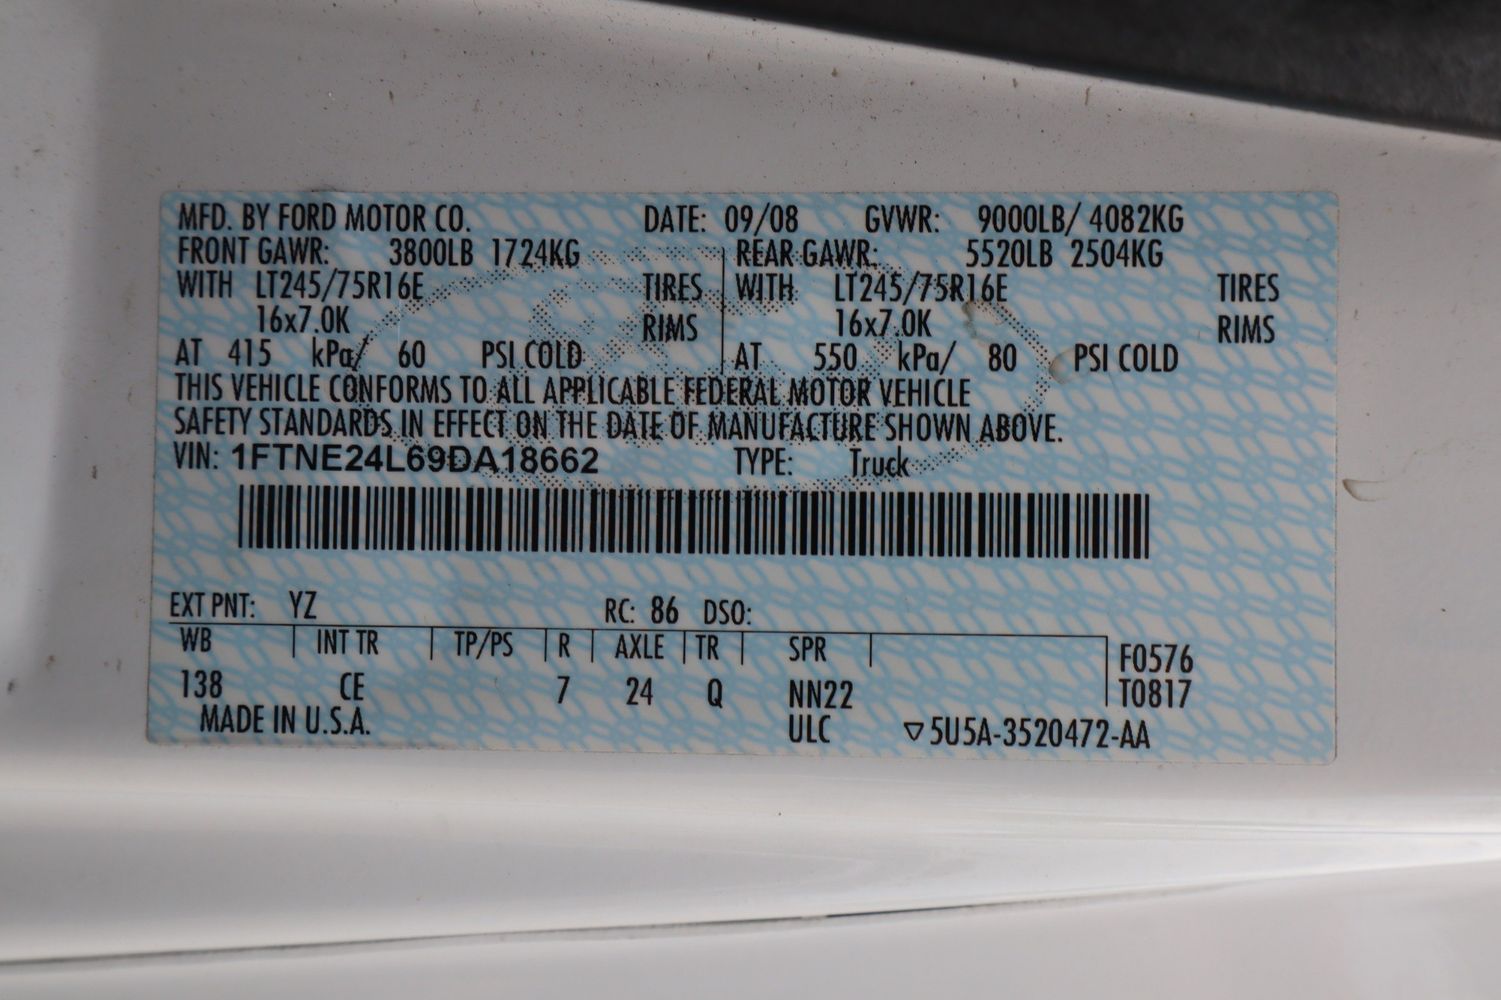 MFD. BY FORD MOTOR CO. DATE: 09/08 GVWR: 9000LB/ 4082KG
FRONT GAWR: 3800LB 1724KG REAR GAWR: 5520LB 2504KG
WITH LT245/75R16E TIRES WITH LT245/75R16E TIRES
16x7.0K RIMS 16x7.0K RIMS
AT 415 kPa/ 60 PSI COLD AT 550 kPa/ 80 PSI COLD
THIS VEHICLE CONFORMS TO ALL APPLICABLE FEDERAL MOTOR VEHICLE
SAFETY STANDARDS IN EFFECT ON THE DATE OF MANUFACTURE SHOWN ABOVE.
VIN: 1FTNE24L69DA18662 TYPE: Truck
EXT PNT: YZ RC: 86 DSO:
WB INT TR TP/PS R AXLE TR SPR F0576
138 CE 7 24 Q NN22 T0817
MADE IN U.S.A. ULC ▽5U5A-3520472-AA